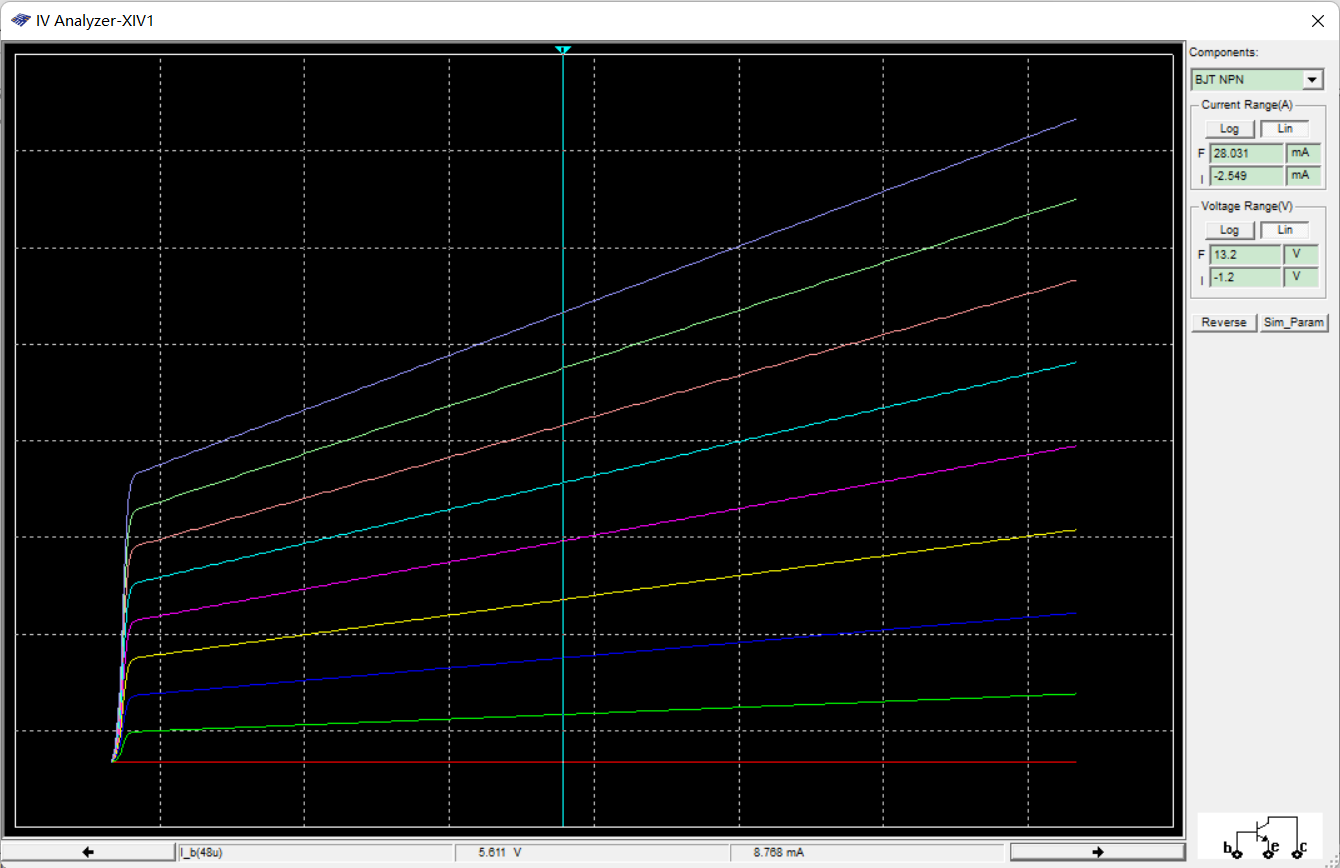 IV Analyzer-XIV1
Components:
BJT NPN
Current Range(A)
Log Lin
F 28.031 mA
I -2.549 mA
Voltage Range(V)
Log Lin
F 13.2 V
I -1.2 V
Reverse Sim_Param
b e c
I_b(48u) 5.611 V 8.768 mA